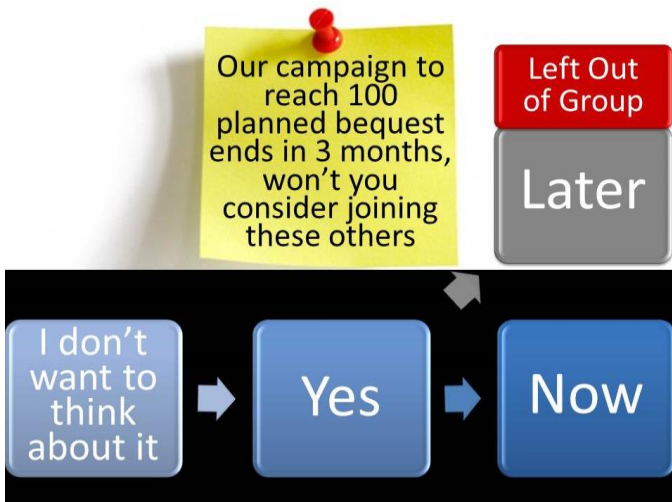 Our campaign to
reach 100
planned bequest
ends in 3 months,
won't you
consider joining
these others
Left Out
of Group
Later
I don't
want to
think
about it
Yes
Now